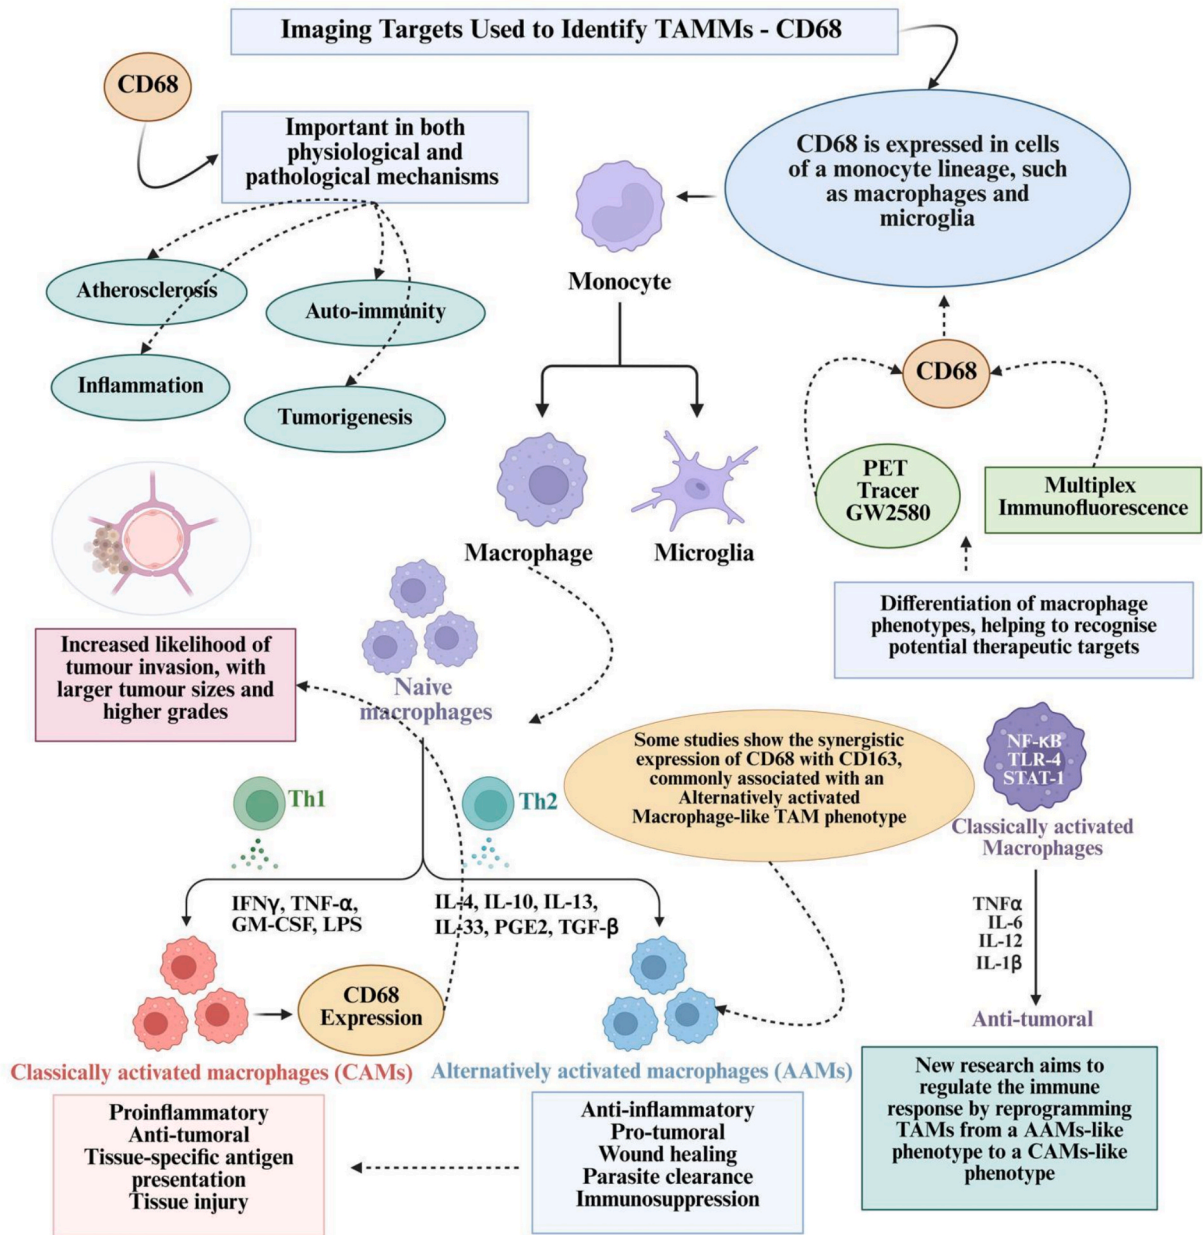 Imaging Targets Used to Identify TAMMs - CD68
CD68
Important in both
physiological and
pathological mechanisms
Atherosclerosis
Auto-immunity
Inflammation
Tumorigenesis
CD68 is expressed in cells
of a monocyte lineage, such
as macrophages and
microglia
Monocyte
CD68
PET
Tracer
GW2580
Multiplex
Immunofluorescence
Macrophage
Microglia
Differentiation of macrophage
phenotypes, helping to recognise
potential therapeutic targets
Increased likelihood of
tumour invasion, with
larger tumour sizes and
higher grades
Naive
macrophages
Some studies show the synergistic
expression of CD68 with CD163,
commonly associated with an
Alternatively activated
Macrophage-like TAM phenotype
NF-κB
TLR-4
STAT-1
Classically activated
Macrophages
Th1
Th2
IFNγ, TNF-α,
GM-CSF, LPS
IL-4, IL-10, IL-13,
IL-33, PGE2, TGF-β
TNFα
IL-6
IL-12
IL-1β
Anti-tumoral
CD68
Expression
Classically activated macrophages (CAMs)
Alternatively activated macrophages (AAMs)
Proinflammatory
Anti-tumoral
Tissue-specific antigen
presentation
Tissue injury
Anti-inflammatory
Pro-tumoral
Wound healing
Parasite clearance
Immunosuppression
New research aims to
regulate the immune
response by reprogramming
TAMs from a AAMs-like
phenotype to a CAMs-like
phenotype